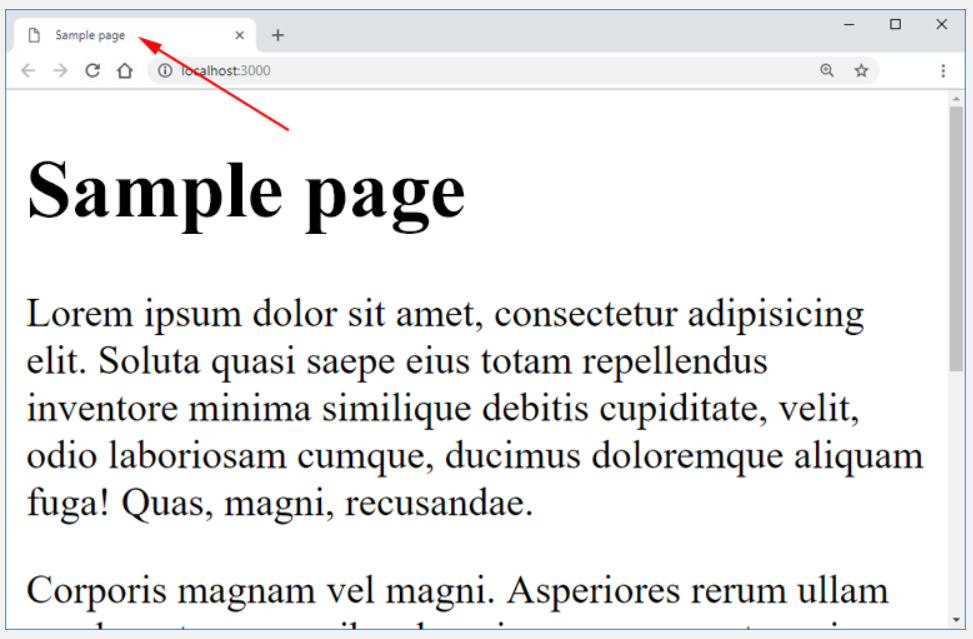 Sample page
localhost:3000
Sample page
Lorem ipsum dolor sit amet, consectetur adipisicing
elit. Soluta quasi saepe eius totam repellendus
inventore minima similique debitis cupiditate, velit,
odio laboriosam cumque, ducimus doloremque aliquam
fuga! Quas, magni, recusandae.
Corporis magnam vel magni. Asperiores rerum ullam